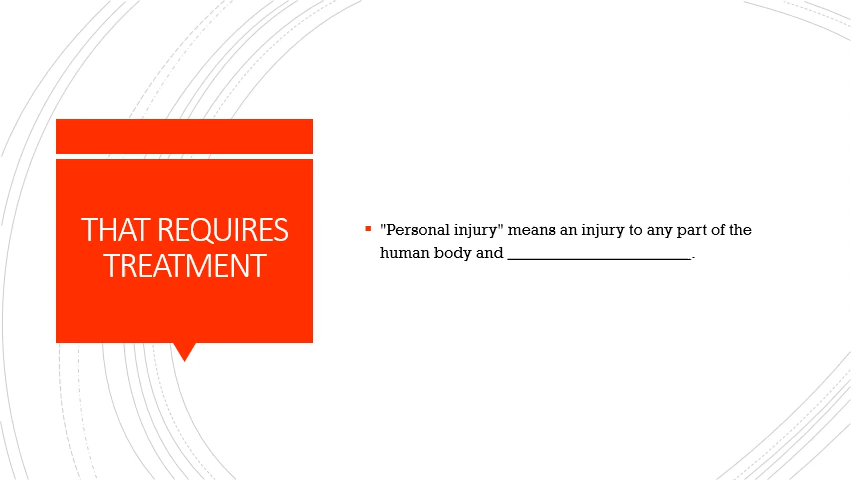 THAT REQUIRES
TREATMENT
"Personal injury" means an injury to any part of the
human body and ______________________.